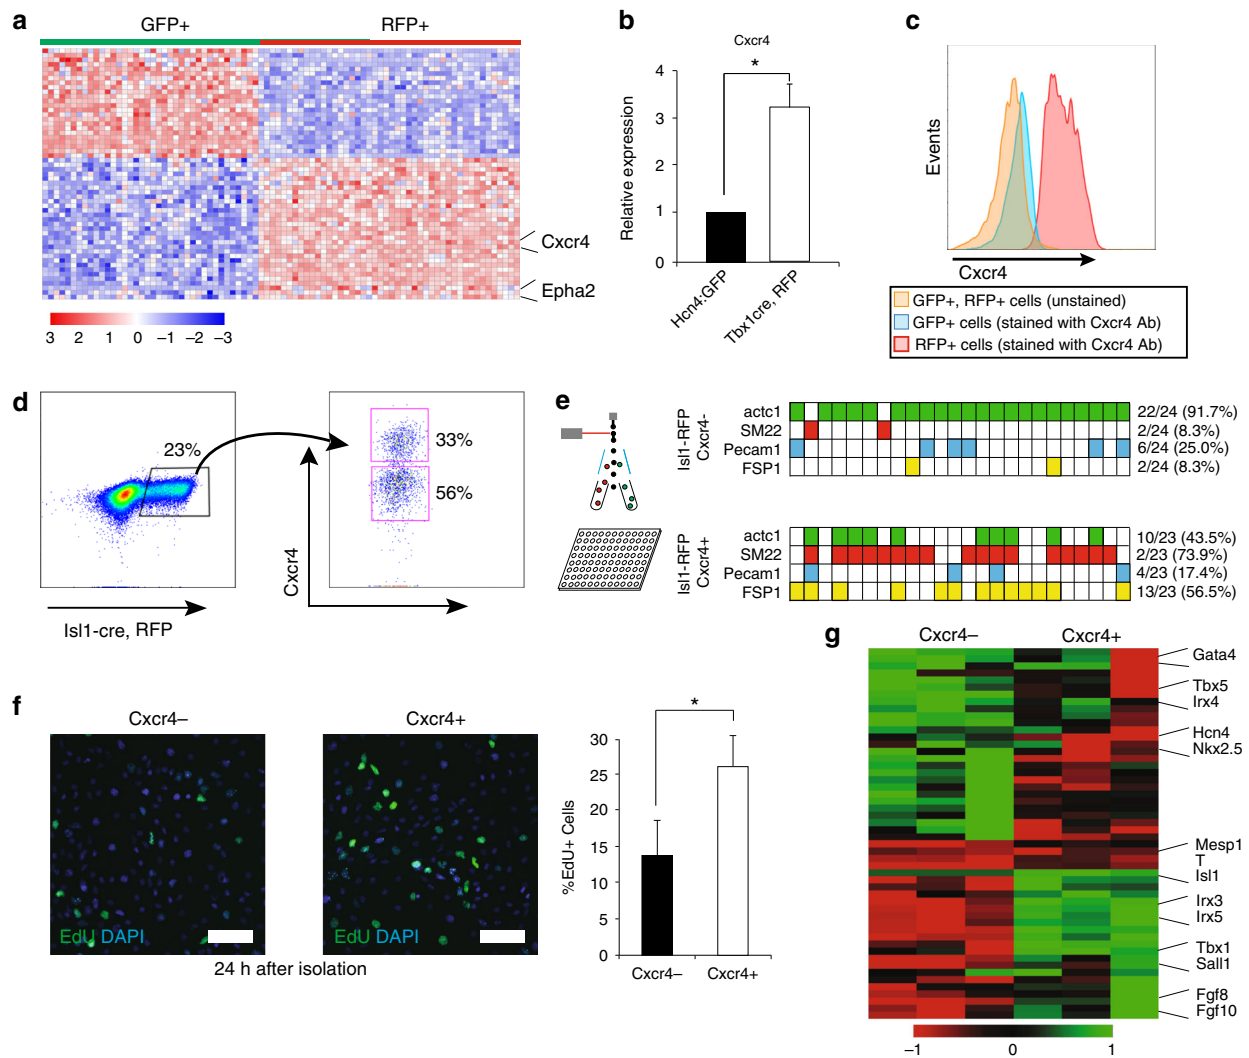 a
GFP+
RFP+
Cxcr4
Epha2
3 2 1 0 –1 –2 –3
b
Cxcr4
*
Relative expression
4
3
2
1
0
Hcn4:GFP
Tbx1cre, RFP
c
Events
Cxcr4
GFP+, RFP+ cells (unstained)
GFP+ cells (stained with Cxcr4 Ab)
RFP+ cells (stained with Cxcr4 Ab)
d
23%
33%
56%
Cxcr4
Isl1-cre, RFP
e
Isl1-RFP
Cxcr4-
actc1 22/24 (91.7%)
SM22 2/24 (8.3%)
Pecam1 6/24 (25.0%)
FSP1 2/24 (8.3%)
Isl1-RFP
Cxcr4+
actc1 10/23 (43.5%)
SM22 2/23 (73.9%)
Pecam1 4/23 (17.4%)
FSP1 13/23 (56.5%)
f
Cxcr4–
Cxcr4+
EdU DAPI
EdU DAPI
24 h after isolation
*
%EdU+ Cells
30
25
20
15
10
5
0
Cxcr4– Cxcr4+
g
Cxcr4– Cxcr4+
Gata4
Tbx5
Irx4
Hcn4
Nkx2.5
Mesp1
T
Isl1
Irx3
Irx5
Tbx1
Sall1
Fgf8
Fgf10
–1 0 1